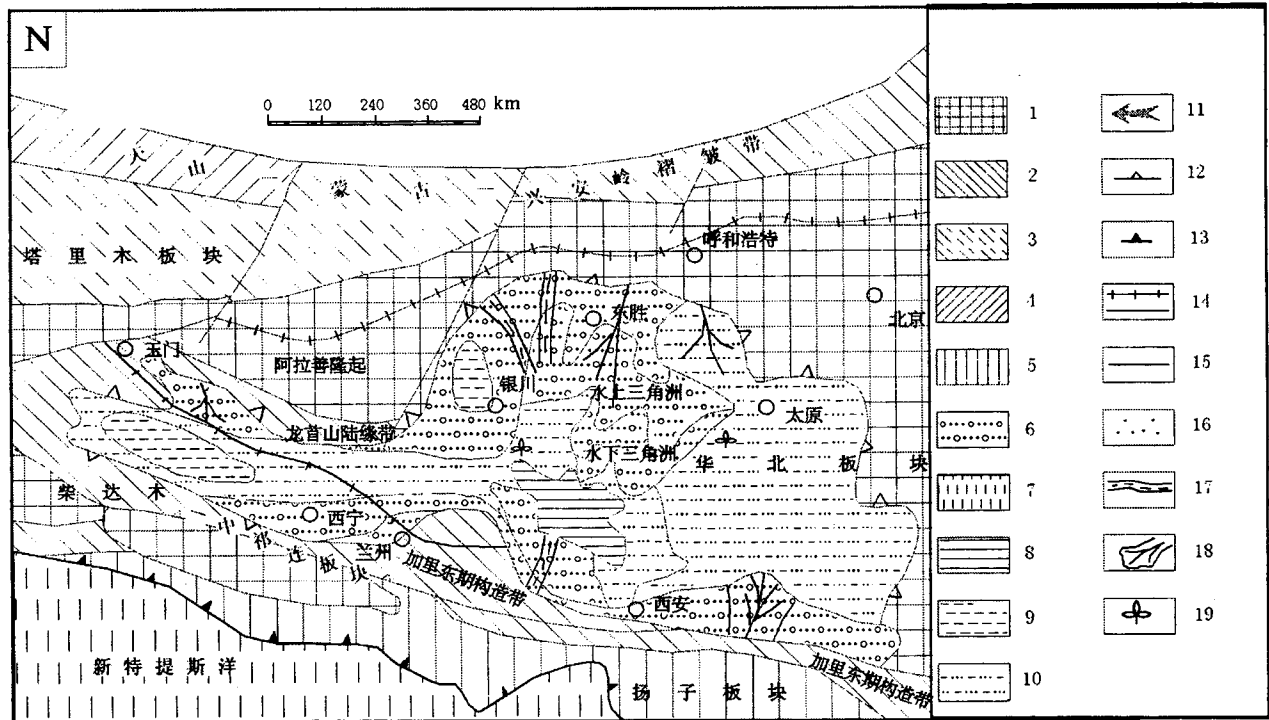 N
0 120 240 360 480 km
天山
蒙古
兴安岭褶皱带
塔里木板块
呼和浩特
北京
东胜
玉门
阿拉善隆起
银川
水上三角洲
太原
龙首山陆缘带
水下三角洲
华北板块
柴达木
西宁
中祁连板块
兰州
加里东期构造带
西安
新特提斯洋
扬子板块
加里东期构造带
1
2
3
4
5
6
7
8
9
10
11
12
13
14
15
16
17
18
19